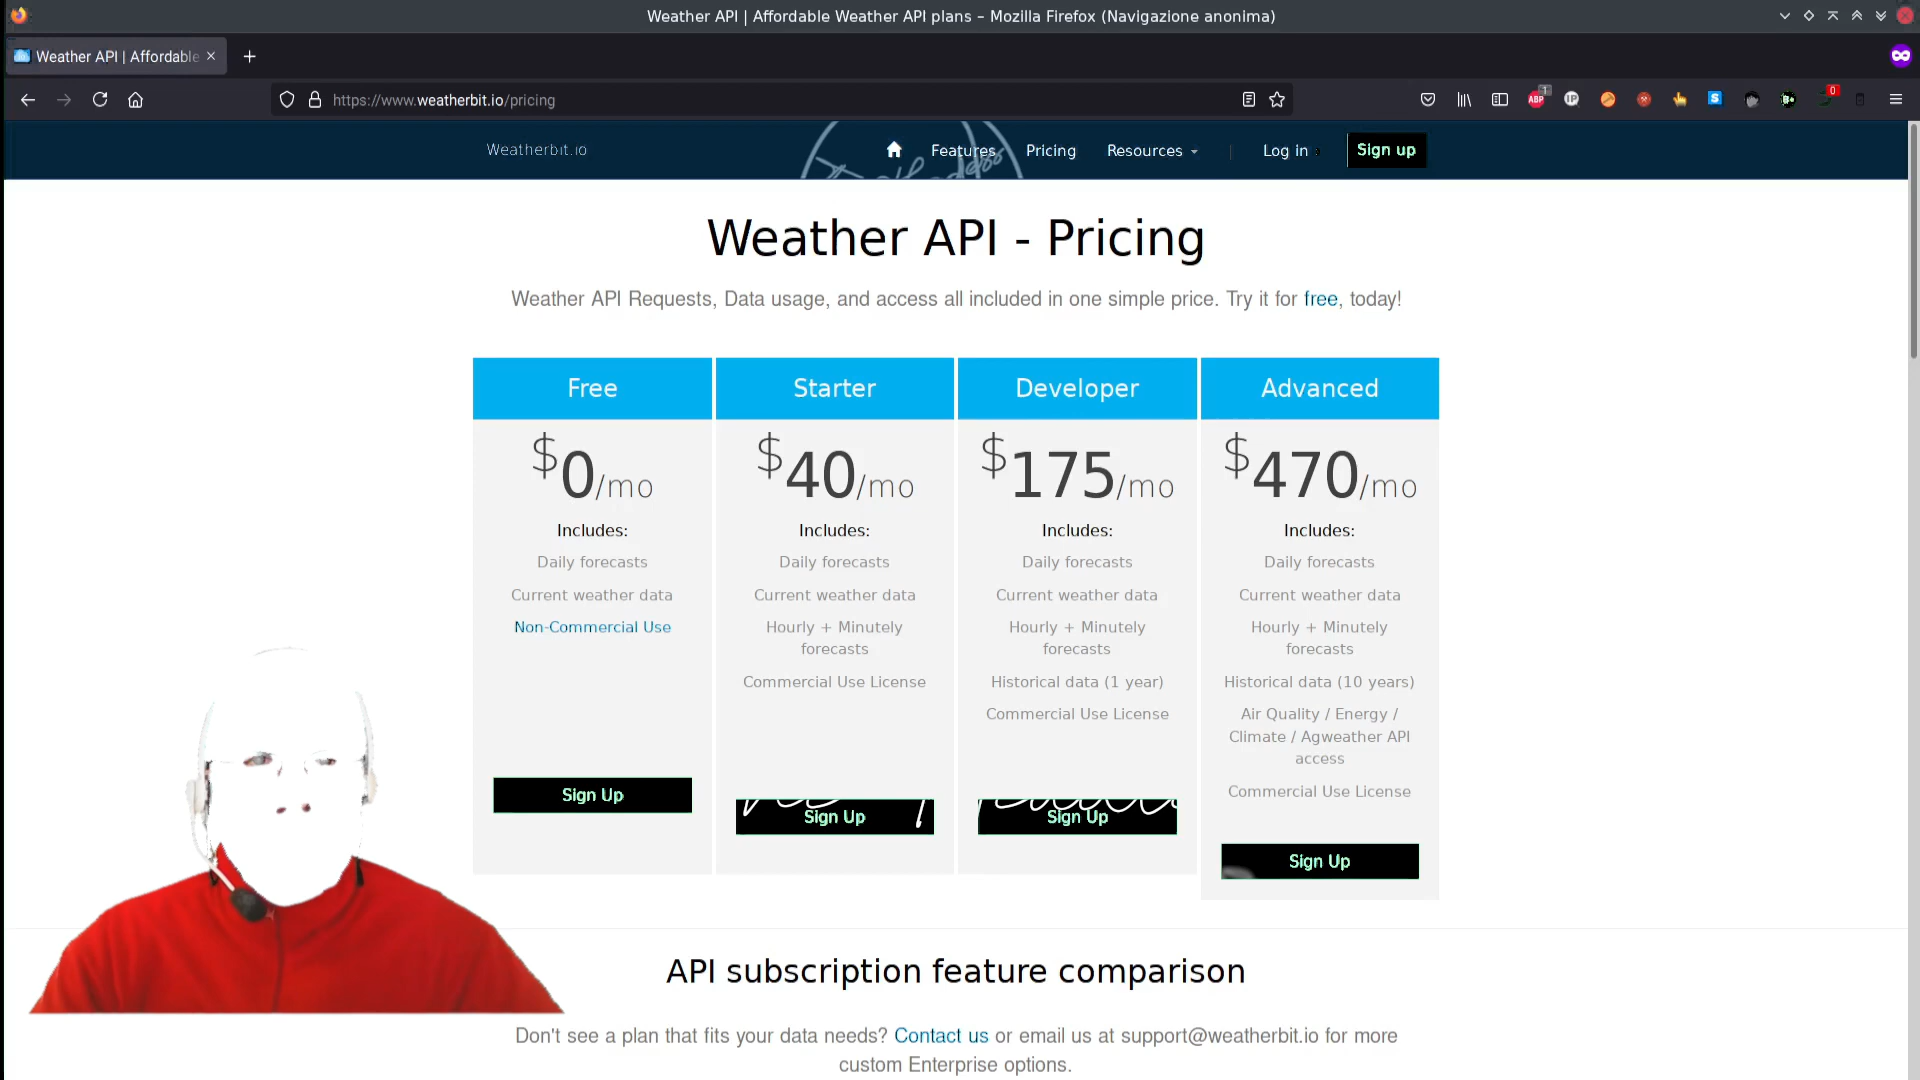 Weather API | Affordable Weather API plans – Mozilla Firefox (Navigazione anonima)
Weather API | Affordable
https://www.weatherbit.io/pricing
1
ABP
IP
S
0
Weatherbit.io
Features
Pricing
Resources
Log in
Sign up
Weather API - Pricing
Weather API Requests, Data usage, and access all included in one simple price. Try it for free, today!
Free
$0/mo
Includes:
Daily forecasts
Current weather data
Non-Commercial Use
Sign Up
Starter
$40/mo
Includes:
Daily forecasts
Current weather data
Hourly + Minutely
forecasts
Commercial Use License
Sign Up
Developer
$175/mo
Includes:
Daily forecasts
Current weather data
Hourly + Minutely
forecasts
Historical data (1 year)
Commercial Use License
Sign Up
Advanced
$470/mo
Includes:
Daily forecasts
Current weather data
Hourly + Minutely
forecasts
Historical data (10 years)
Air Quality / Energy /
Climate / Agweather API
access
Commercial Use License
Sign Up
API subscription feature comparison
Don't see a plan that fits your data needs? Contact us or email us at support@weatherbit.io for more
custom Enterprise options.